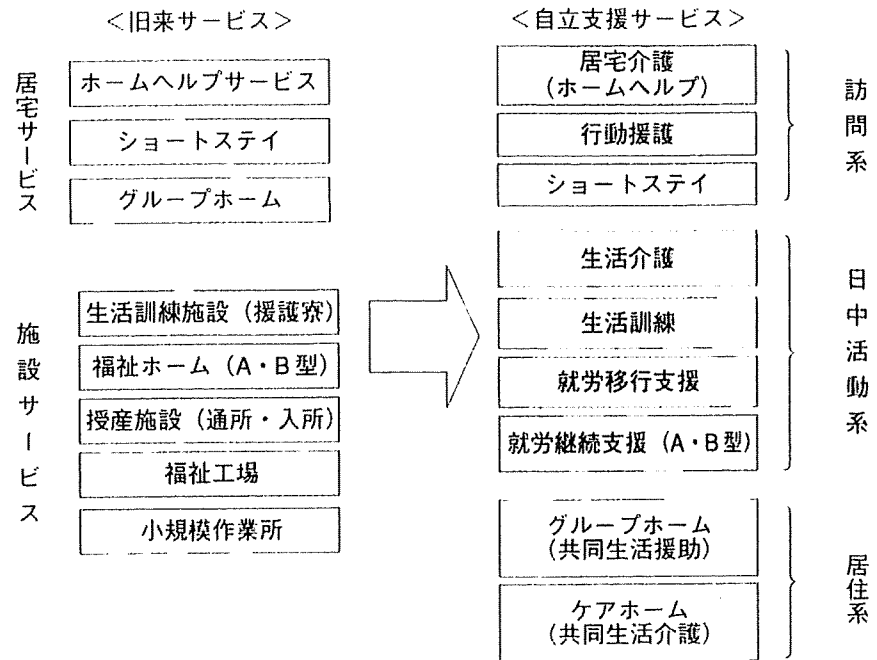 <旧来サービス>
居宅サービス
ホームヘルプサービス
ショートステイ
グループホーム
施設サービス
生活訓練施設（援護寮）
福祉ホーム（A・B型）
授産施設（通所・入所）
福祉工場
小規模作業所
<自立支援サービス>
居宅介護
(ホームヘルプ)
行動援護
ショートステイ
訪問系
生活介護
生活訓練
就労移行支援
就労継続支援（A・B型）
日中活動系
グループホーム
(共同生活援助)
ケアホーム
(共同生活介護)
居住系